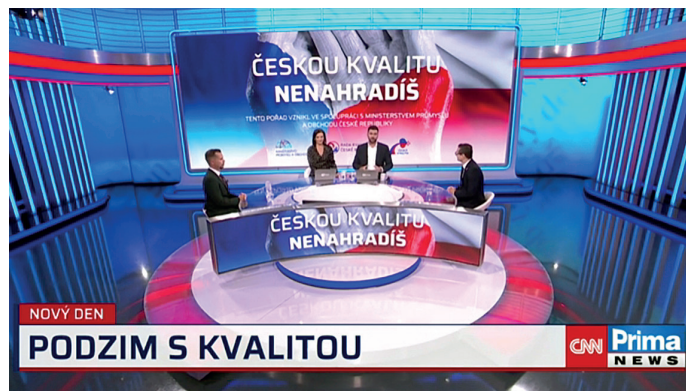 ČESKOU KVALITU
NENAHRADÍŠ
TENTO POŘAD VZNIKL VE SPOLUPRÁCI S MINISTERSTVEM PRŮMYSLU
A OBCHODU ČESKÉ REPUBLIKY
ČESKOU KVALITU
NENAHRADÍŠ
NOVÝ DEN
PODZIM S KVALITOU
CNN Prima
NEWS